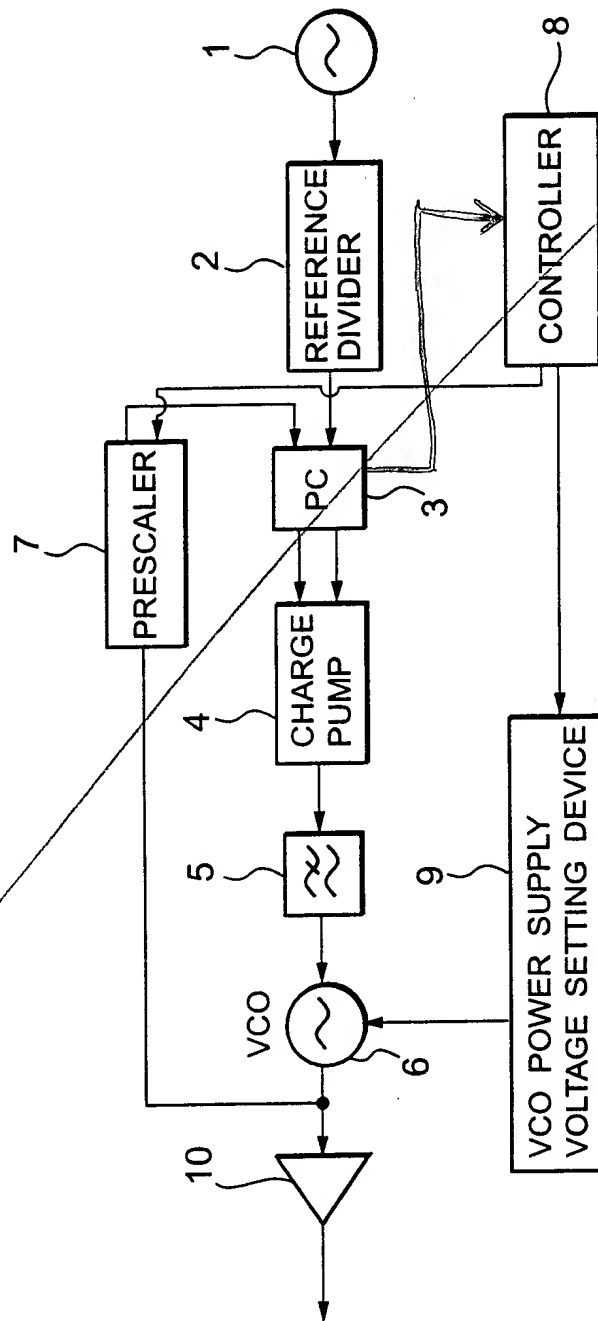 1
2
REFERENCE
DIVIDER
7
PRESCALER
PC
3
8
CONTROLLER
4
CHARGE
PUMP
5
VCO
6
9
VCO POWER SUPPLY
VOLTAGE SETTING DEVICE
10